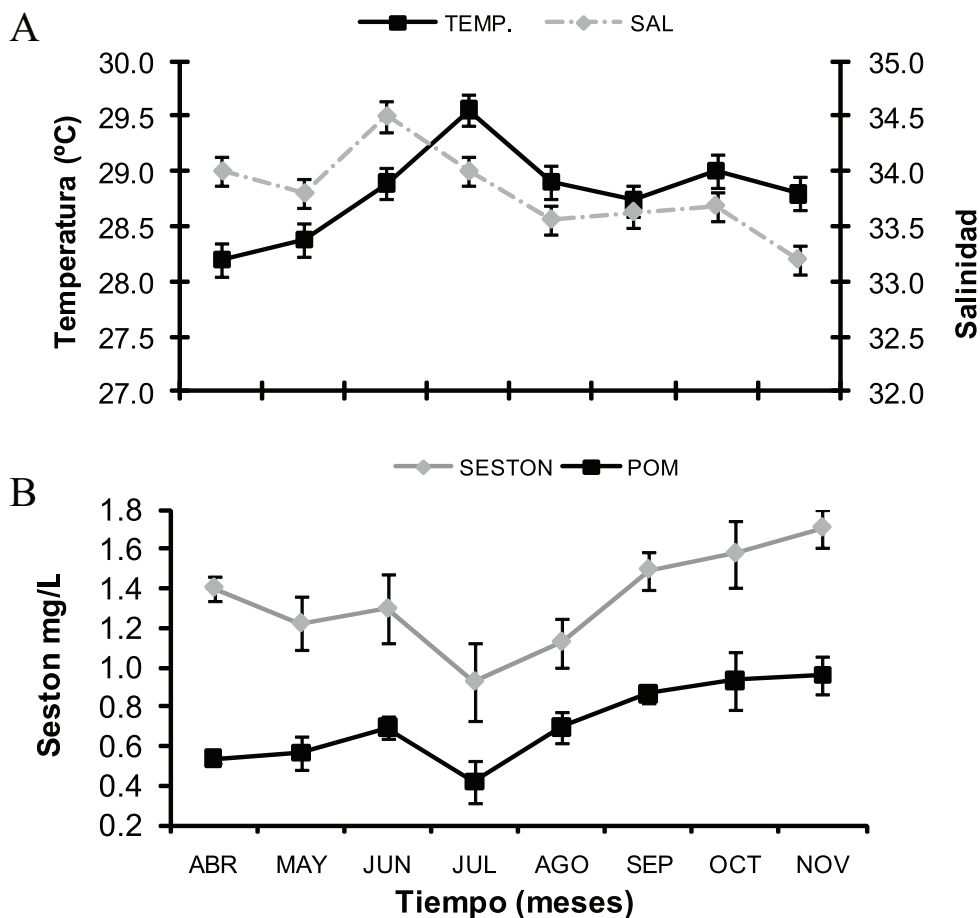 A
TEMP. SAL
Temperatura (ºC)
30.0
29.5
29.0
28.5
28.0
27.5
27.0
35.0
34.5
34.0
33.5
33.0
32.5
32.0
Salinidad
B
SESTON POM
Seston mg/L
1.8
1.6
1.4
1.2
1.0
0.8
0.6
0.4
0.2
ABR MAY JUN JUL AGO SEP OCT NOV
Tiempo (meses)